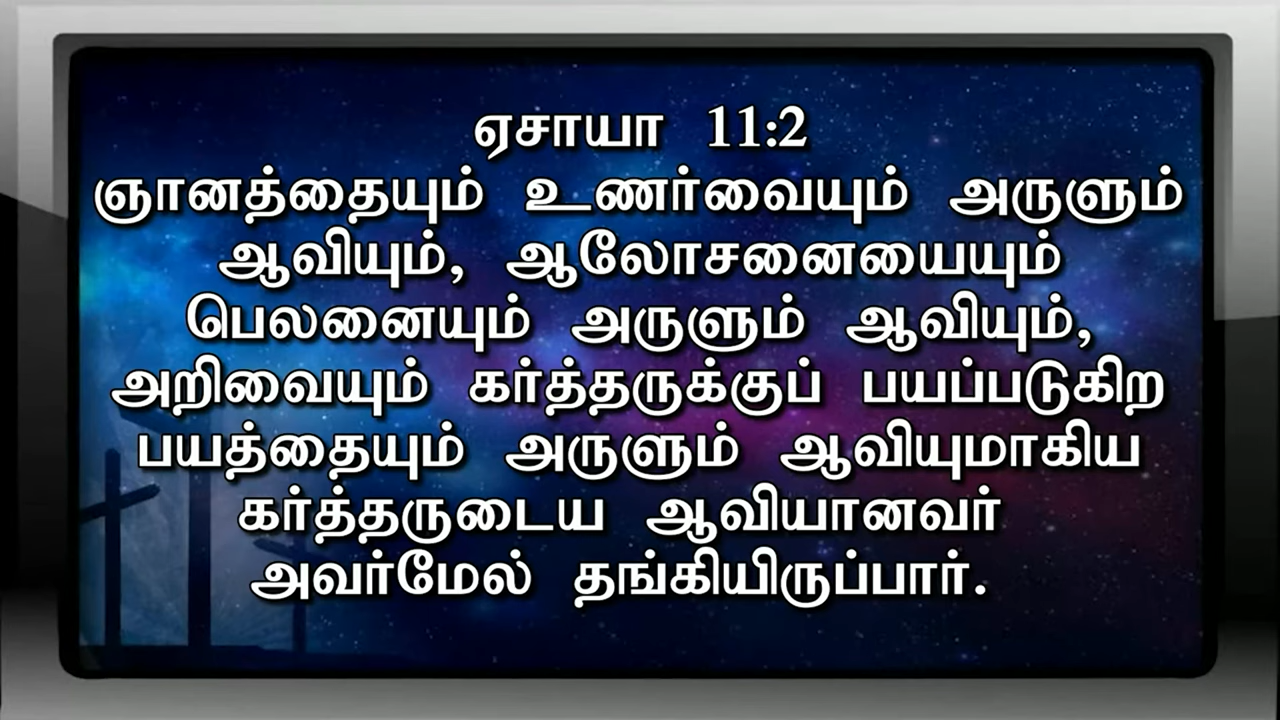 ஏசாயா 11:2
ஞானத்தையும் உணர்வையும் அருளும்
ஆவியும், ஆலோசனையையும்
பெலனையும் அருளும் ஆவியும்,
அறிவையும் கர்த்தருக்குப் பயப்படுகிற
பயத்தையும் அருளும் ஆவியுமாகிய
கர்த்தருடைய ஆவியானவர்
அவர்மேல் தங்கியிருப்பார்.